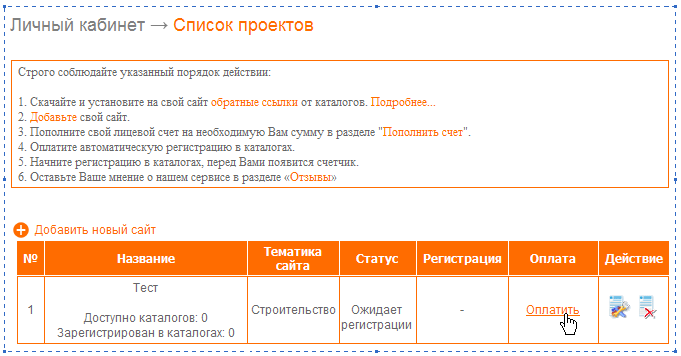 Личный кабинет → Список проектов
Строго соблюдайте указанный порядок действии:
1. Скачайте и установите на свой сайт обратные ссылки от каталогов. Подробнее...
2. Добавьте свой сайт.
3. Пополните свой лицевой счет на необходимую Вам сумму в разделе "Пополнить счет".
4. Оплатите автоматическую регистрацию в каталогах.
5. Начните регистрацию в каталогах, перед Вами появится счетчик.
6. Оставьте Ваше мнение о нашем сервисе в разделе «Отзывы»
Добавить новый сайт
№ Название Тематика сайта Статус Регистрация Оплата Действие
1 Тест
Доступно каталогов: 0
Зарегистрирован в каталогах: 0
Строительство
Ожидает
регистрации
-
Оплатить